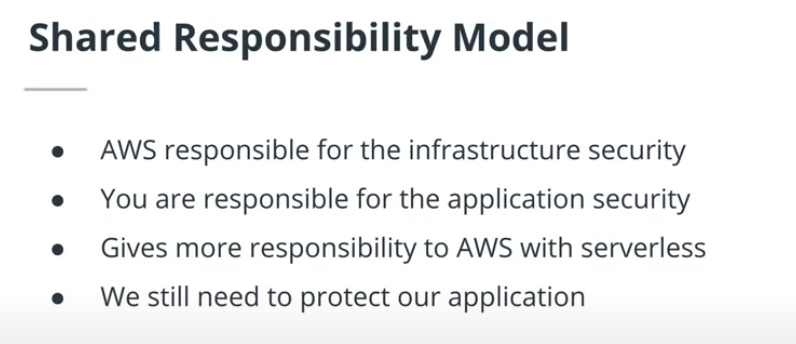 Shared Responsibility Model
● AWS responsible for the infrastructure security
● You are responsible for the application security
● Gives more responsibility to AWS with serverless
● We still need to protect our application